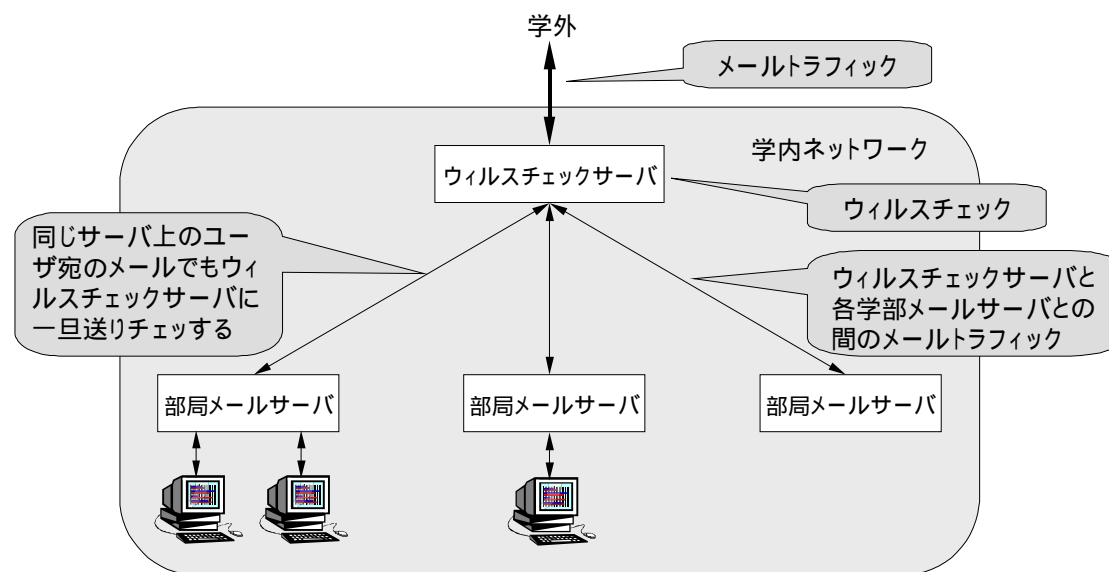 学外
メールトラフィック
学内ネットワーク
ウィルスチェックサーバ
ウィルスチェック
同じサーバ上のユー
ザ宛のメールでもウィ
ルスチェックサーバに
一旦送りチェッする
ウィルスチェックサーバと
各学部メールサーバとの
間のメールトラフィック
部局メールサーバ
部局メールサーバ
部局メールサーバ